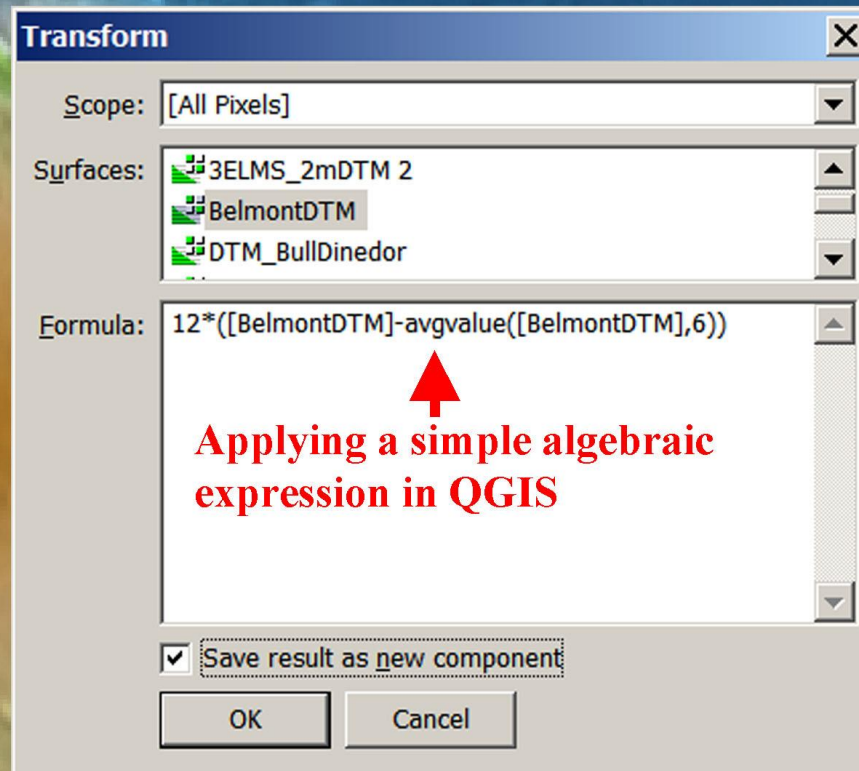 Transform
Scope: [All Pixels]
Surfaces: 3ELMS_2mDTM 2
BelmontDTM
DTM_BullDinedor
Formula: 12*([BelmontDTM]-avgvalue([BelmontDTM],6))
Applying a simple algebraic
expression in QGIS
Save result as new component
OK Cancel